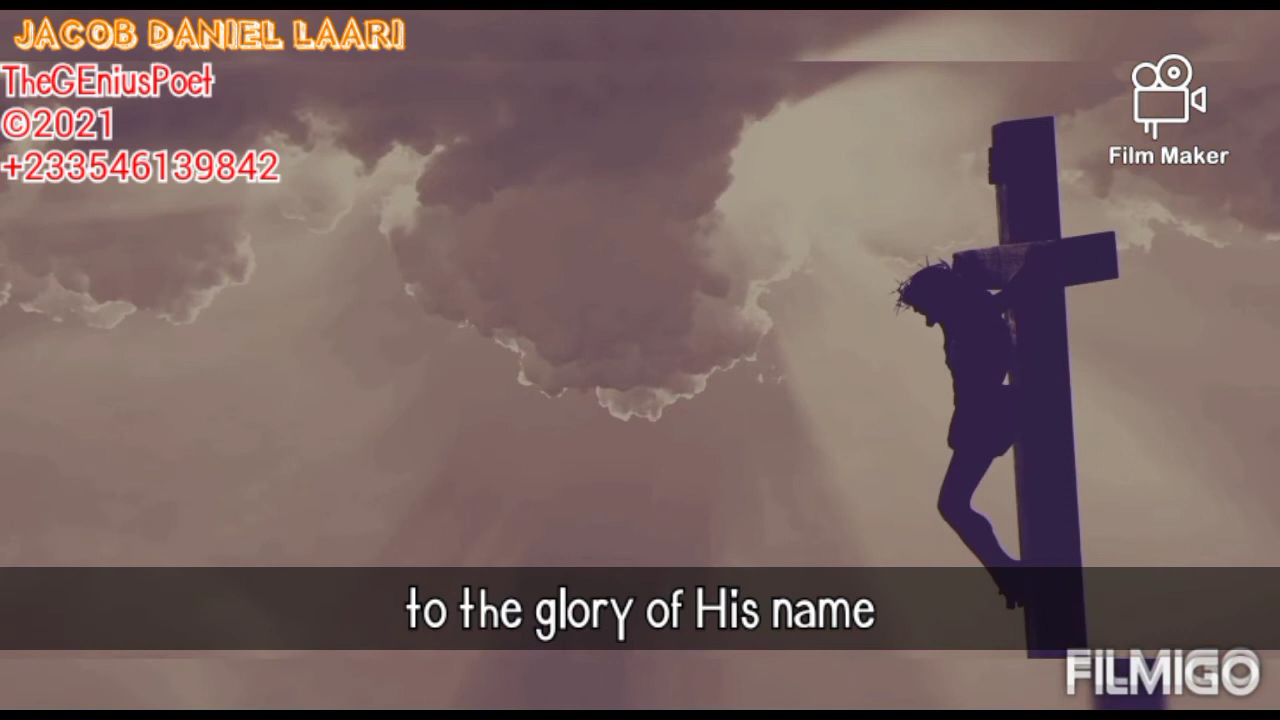 JACOB DANIEL LAARI
TheGEniusPoet
©2021
+233546139842
Film Maker
to the glory of His name
FILMIGO